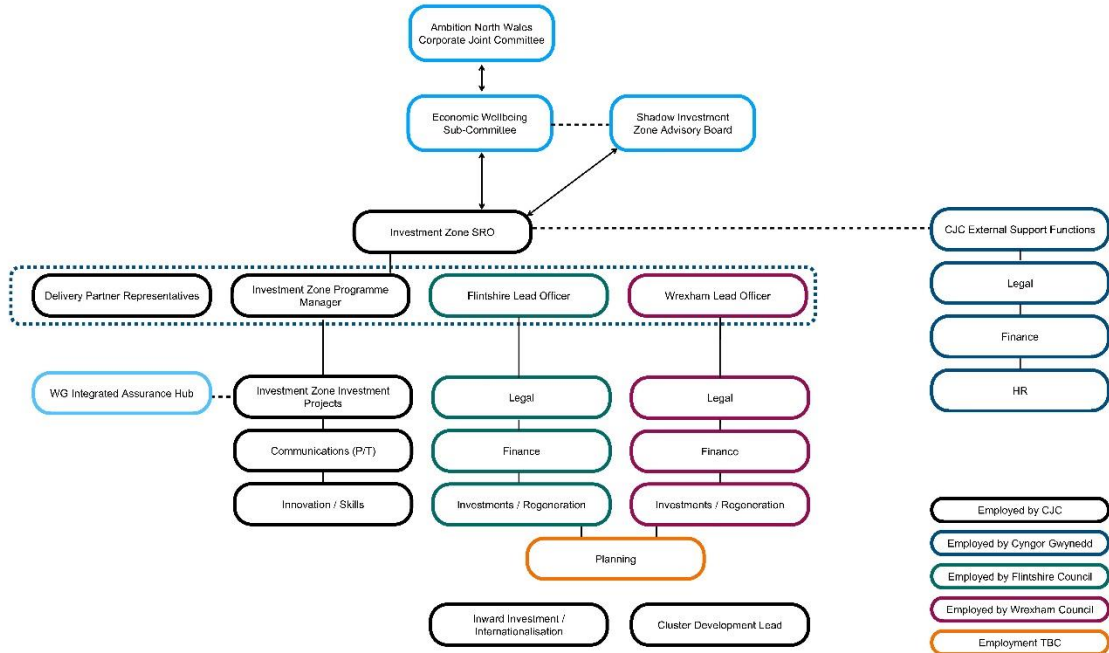 Ambition North Wales
Corporate Joint Committee
Economic Wellbeing
Sub-Committee
Shadow Investment
Zone Advisory Board
Investment Zone SRO
CJC External Support Functions
Delivery Partner Representatives
Investment Zone Programme
Manager
Flintshire Lead Officer
Wrexham Lead Officer
Legal
Finance
HR
WG Integrated Assurance Hub
Investment Zone Investment
Projects
Legal
Legal
Communications (P/T)
Finance
Finance
Innovation / Skills
Investments / Regeneration
Investments / Regeneration
Planning
Inward Investment /
Internationalisation
Cluster Development Lead
Employed by CJC
Employed by Cyngor Gwynedd
Employed by Flintshire Council
Employed by Wrexham Council
Employment TBC